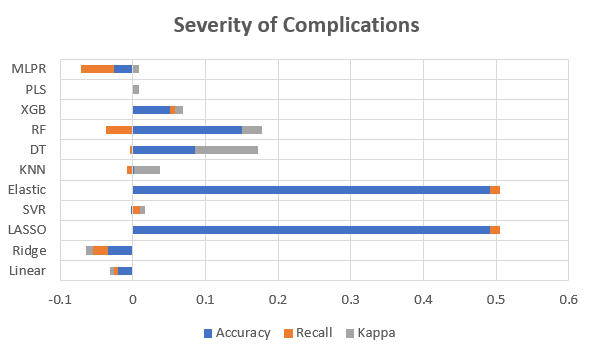 Severity of Complications
MLPR
PLS
XGB
RF
DT
KNN
Elastic
SVR
LASSO
Ridge
Linear
-0.1 0 0.1 0.2 0.3 0.4 0.5 0.6
Accuracy Recall Kappa